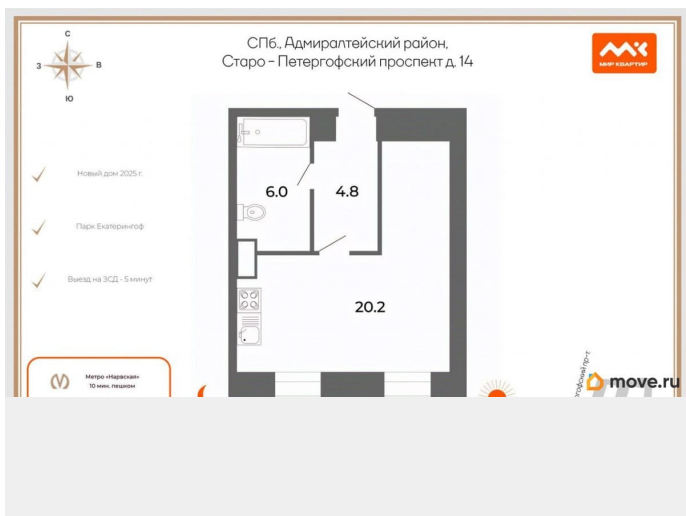 С
З
В
Ю
СПб., Адмиралтейский район,
Старо - Петергофский проспект д. 14
МИР КВАРТИР
Новый дом 2025 г.
Парк Екатерингоф
Выезд на ЗСД - 5 минут
6.0
4.8
20.2
Метро «Нарвская»
10 мин. пешком
пр-т.
move.ru